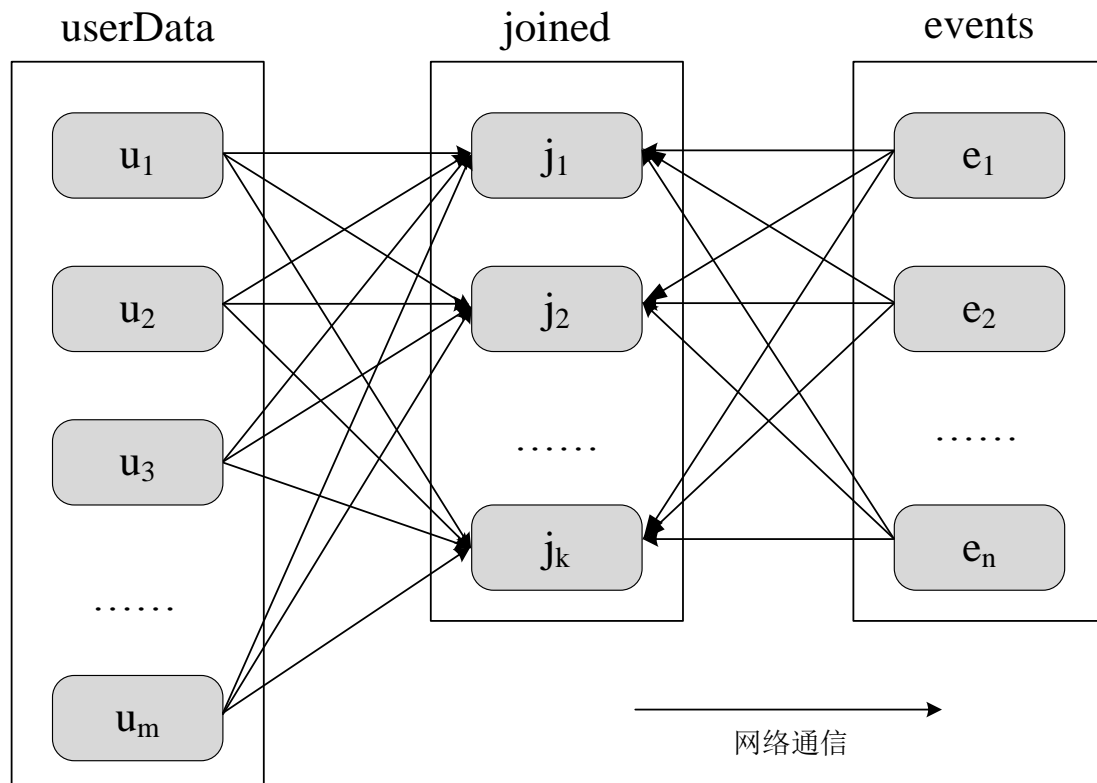 userData
joined
events
u1
u2
u3
……
um
j1
j2
……
jk
e1
e2
……
en
网络通信